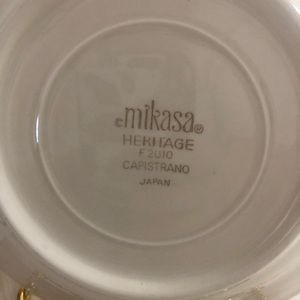 ©mikasa®
HERITAGE
F 2010
CAPISTRANO
JAPAN